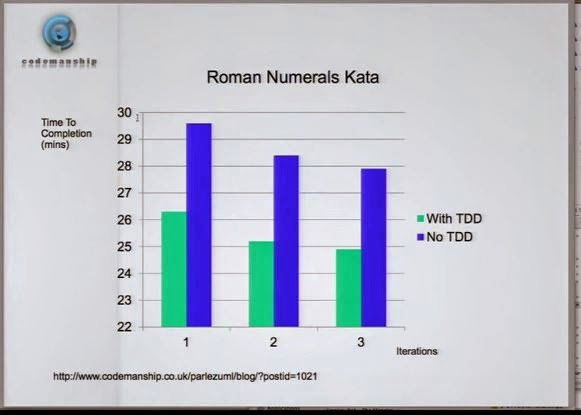 codemanship
Roman Numerals Kata
Time To
Completion
(mins)
30
29
28
27
26
25
24
23
22
1
1
2
3
Iterations
With TDD
No TDD
http://www.codemanship.co.uk/parlezuml/blog/?postid=1021